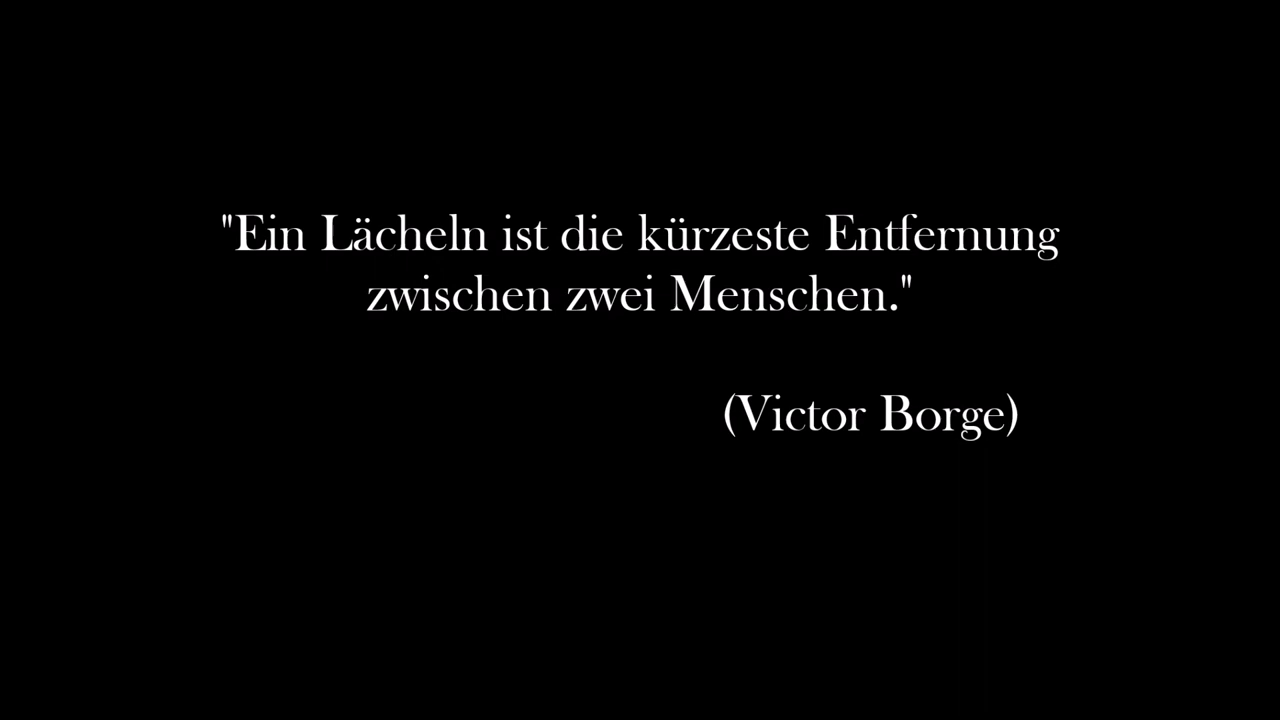 "Ein Lächeln ist die kürzeste Entfernung
zwischen zwei Menschen."
(Victor Borge)